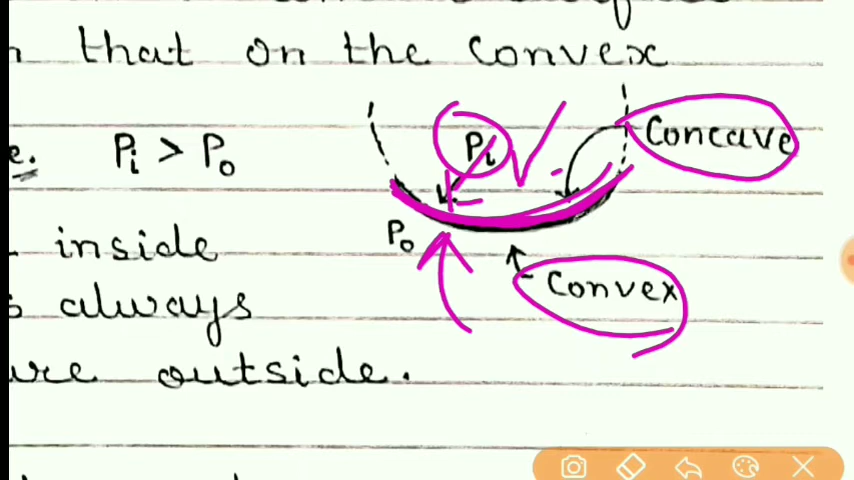 that on the convex
Pi
Concave
e. Pi > Po
Po
inside
Convex
always
outside.